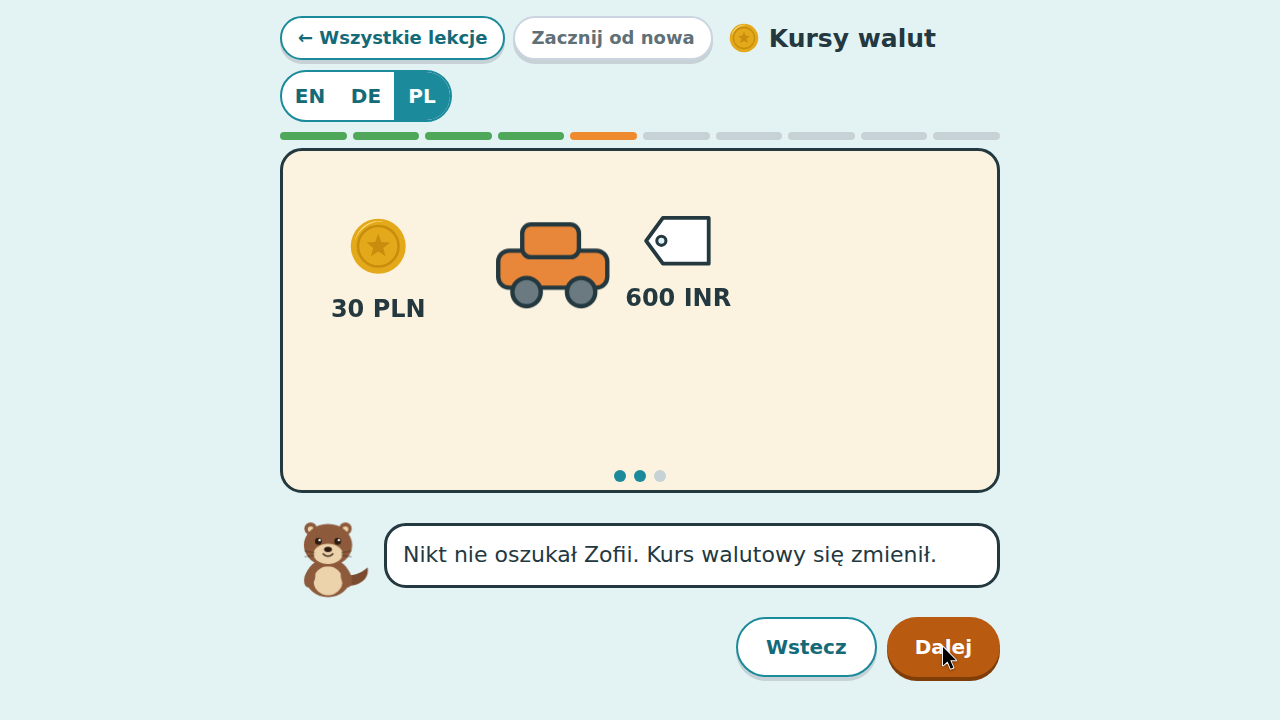 ← Wszystkie lekcje
Zacznij od nowa
Kursy walut
EN DE PL
30 PLN
600 INR
Nikt nie oszukał Zofii. Kurs walutowy się zmienił.
Wstecz
Dalej